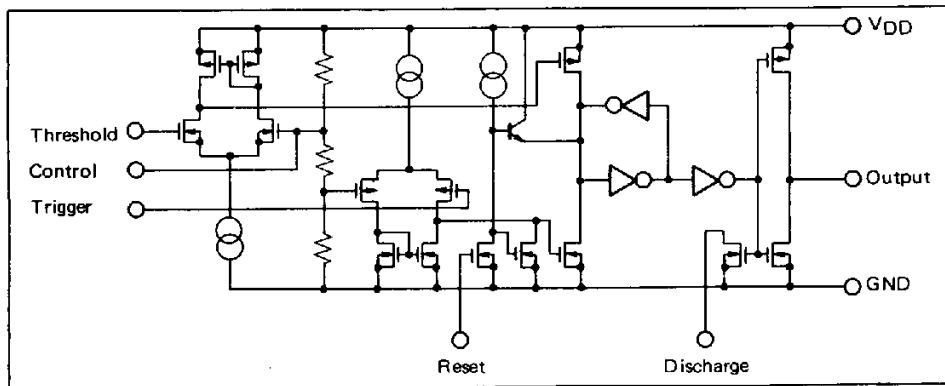 VDD
Threshold
Control
Trigger
Output
GND
Reset
Discharge